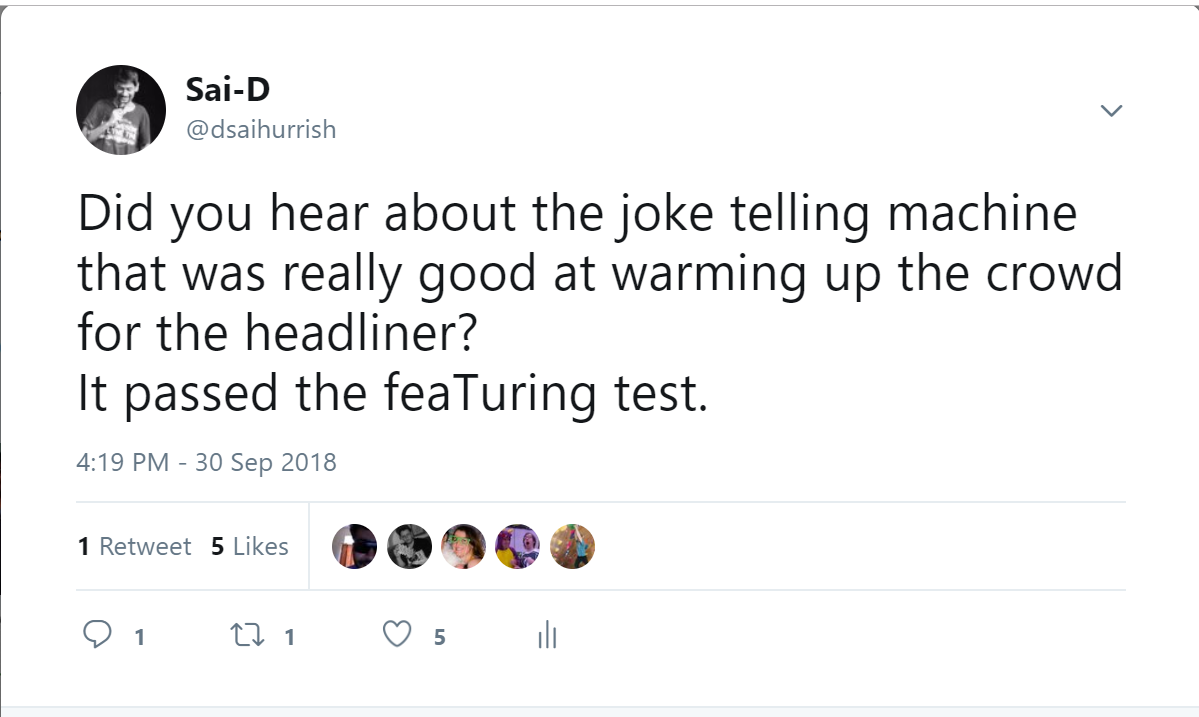 Sai-D
@dsaihurrish
Did you hear about the joke telling machine
that was really good at warming up the crowd
for the headliner?
It passed the feaTuring test.
4:19 PM - 30 Sep 2018
1 Retweet 5 Likes
1 1 5